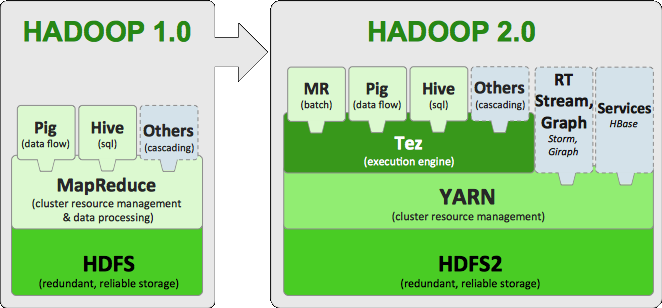 HADOOP 1.0
Pig
(data flow)
Hive
(sql)
Others
(cascading)
MapReduce
(cluster resource management
& data processing)
HDFS
(redundant, reliable storage)
HADOOP 2.0
MR
(batch)
Pig
(data flow)
Hive
(sql)
Others
(cascading)
RT
Stream,
Graph
Storm,
Giraph
Services
HBase
Tez
(execution engine)
YARN
(cluster resource management)
HDFS2
(redundant, reliable storage)